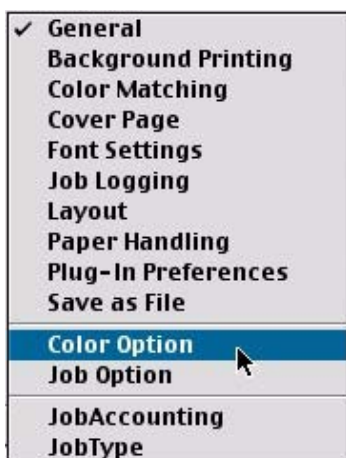 ✓ General
Background Printing
Color Matching
Cover Page
Font Settings
Job Logging
Layout
Paper Handling
Plug-In Preferences
Save as File
Color Option
Job Option
JobAccounting
JobType